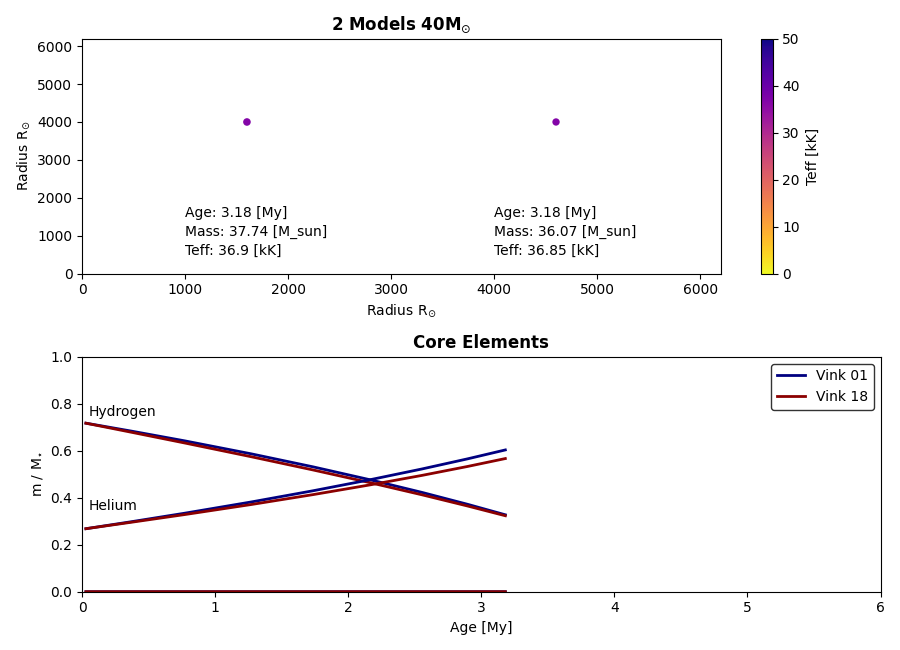 2 Models 40M☉
6000
5000
4000
3000
2000
1000
0
Radius R☉
Age: 3.18 [My]
Mass: 37.74 [M_sun]
Teff: 36.9 [kK]
Age: 3.18 [My]
Mass: 36.07 [M_sun]
Teff: 36.85 [kK]
0 1000 2000 3000 4000 5000 6000
Radius R☉
50
40
30
20
10
0
Teff [kK]
Core Elements
1.0
0.8
0.6
0.4
0.2
0.0
m / M⋆
Hydrogen
Helium
Vink 01
Vink 18
0 1 2 3 4 5 6
Age [My]